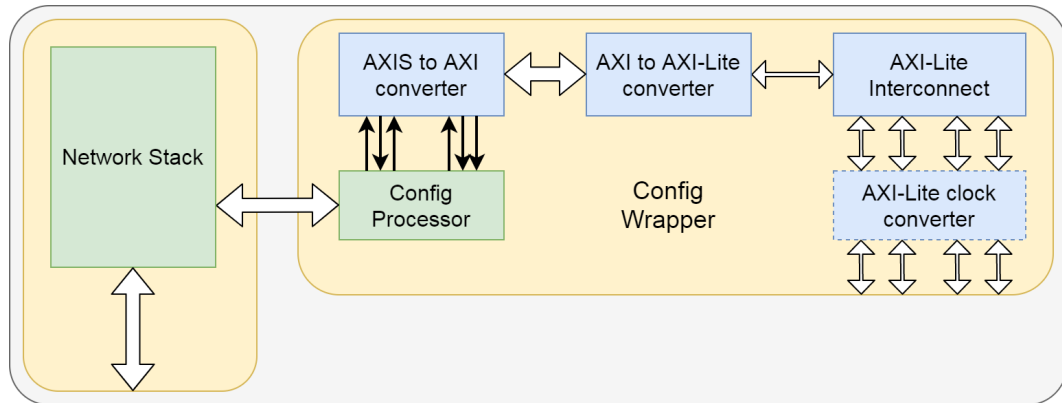 Network Stack
AXIS to AXI
converter
AXI to AXI-Lite
converter
AXI-Lite
Interconnect
Config
Processor
Config
Wrapper
AXI-Lite clock
converter